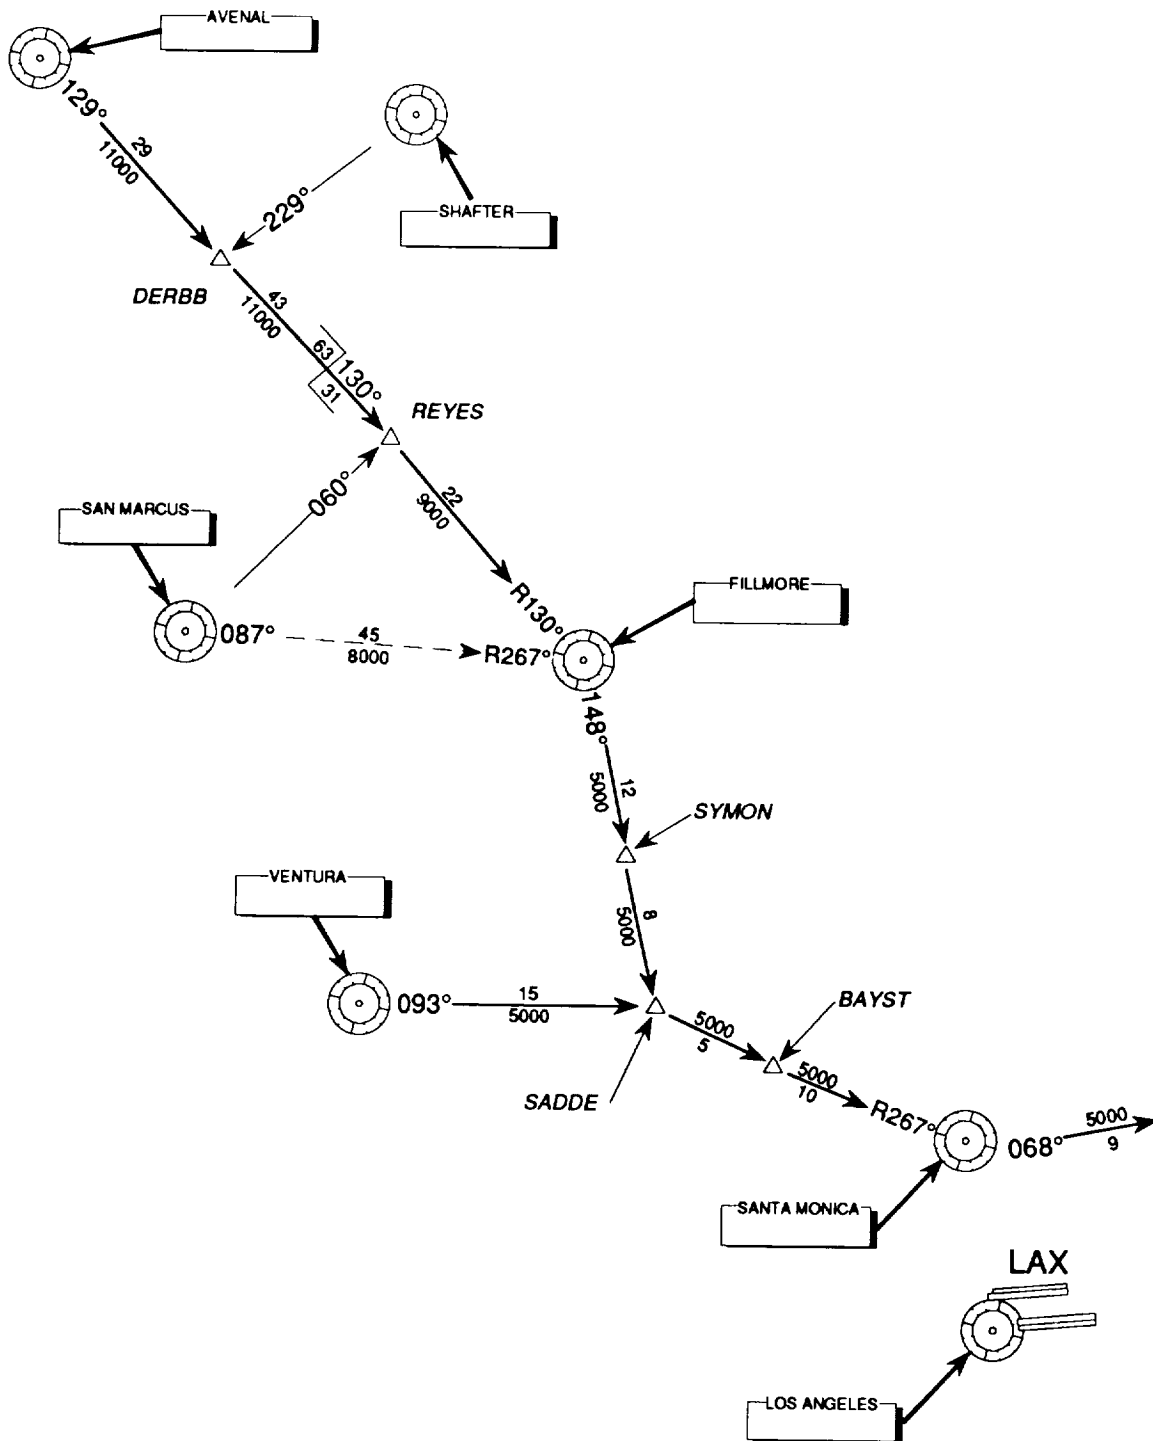 AVENAL
129°
29
11000
SHAFTER
229°
DERBB
43
11000
63
130°
31
REYES
060°
22
9000
SAN MARCUS
087°
45
8000
R130°
R267°
FILLMORE
148°
12
5000
SYMON
8
5000
VENTURA
093°
15
5000
SADDE
5000
5
BAYST
5000
10
R267°
068°
5000
9
SANTA MONICA
LAX
LOS ANGELES